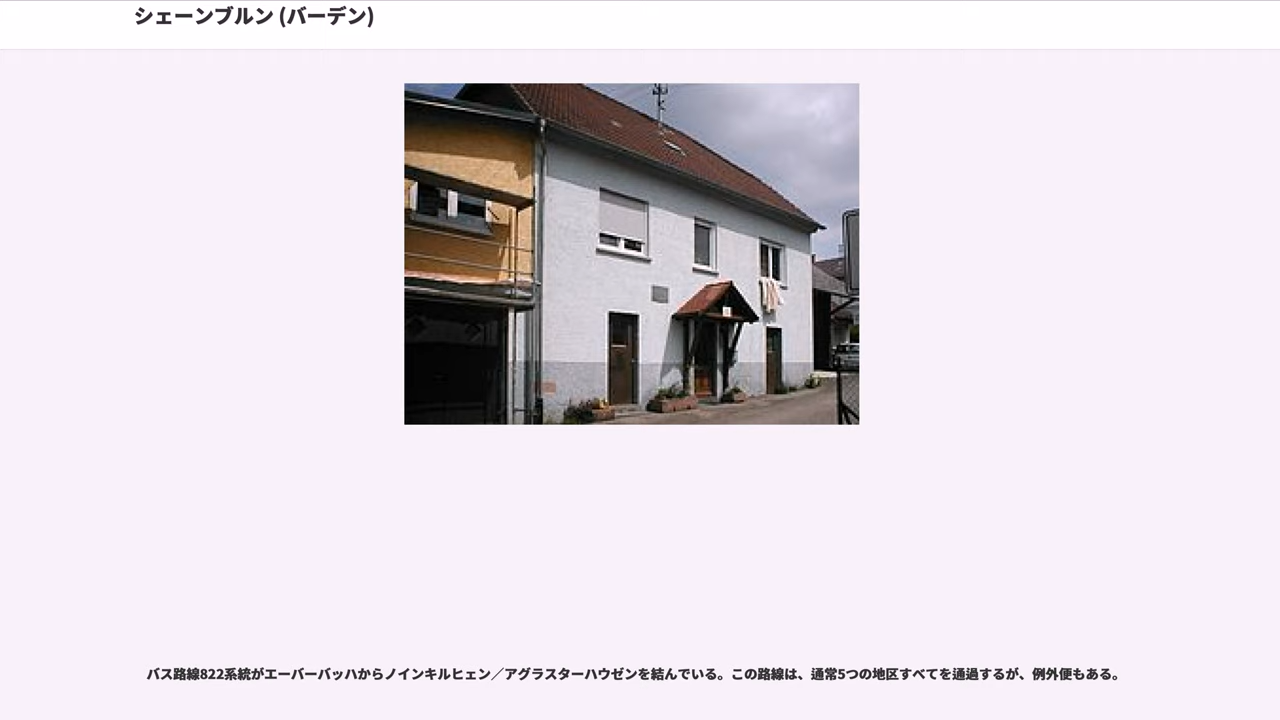 シェーンブルン (バーデン)
バス路線822系統がエーバーバッハからノインキルヒェン／アグラスターハウゼンを結んでいる。この路線は、通常5つの地区すべてを通過するが、例外便もある。